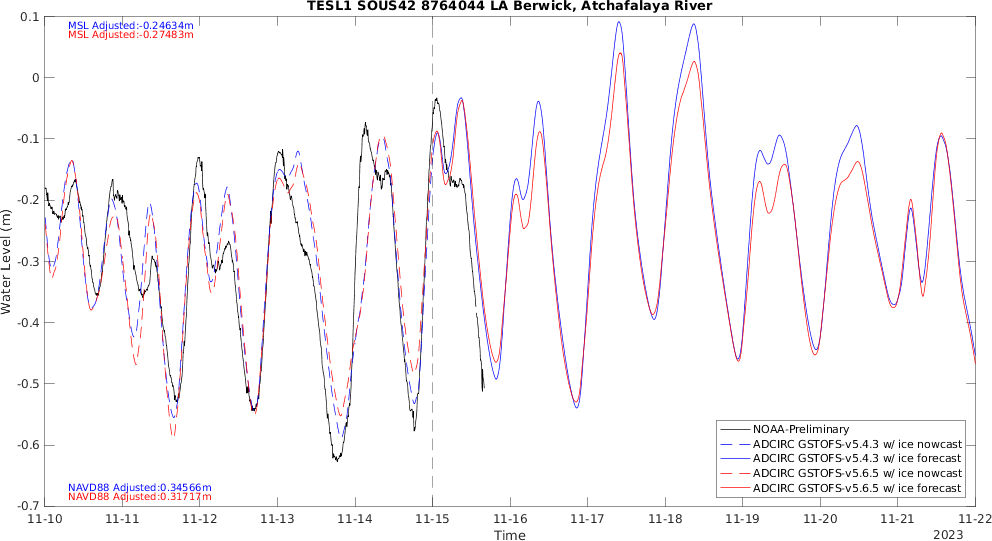 TESL1 SOUS42 8764044 LA Berwick, Atchafalaya River
MSL Adjusted:-0.24634m
MSL Adjusted:-0.27483m
0.1
0
-0.1
-0.2
-0.3
-0.4
-0.5
-0.6
-0.7
Water Level (m)
NAVD88 Adjusted:0.34566m
NAVD88 Adjusted:0.31717m
NOAA-Preliminary
ADCIRC GSTOFS-v5.4.3 w/ ice nowcast
ADCIRC GSTOFS-v5.4.3 w/ ice forecast
ADCIRC GSTOFS-v5.6.5 w/ ice nowcast
ADCIRC GSTOFS-v5.6.5 w/ ice forecast
11-10 11-11 11-12 11-13 11-14 11-15 11-16 11-17 11-18 11-19 11-20 11-21 11-22
Time
2023